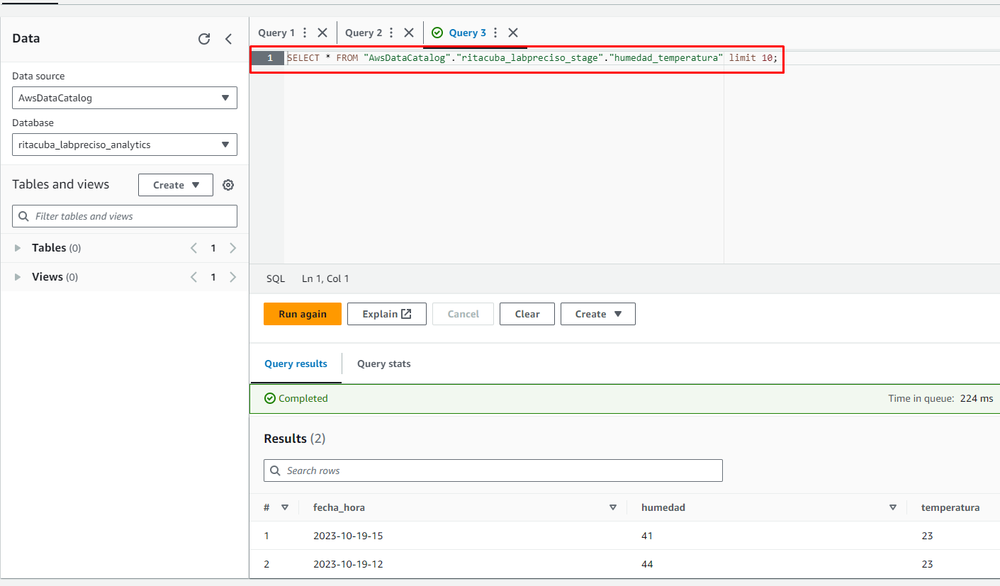 Data
Data source
AwsDataCatalog
Database
ritacuba_labpreciso_analytics
Tables and views
Create
Filter tables and views
Tables (0)
1
Views (0)
1
Query 1
Query 2
Query 3
1 SELECT * FROM "AwsDataCatalog"."ritacuba_labpreciso_stage"."humedad_temperatura" limit 10;
SQL Ln 1, Col 1
Run again Explain Cancel Clear Create
Query results Query stats
Completed Time in queue: 224 ms
Results (2)
Search rows
# fecha_hora humedad temperatura
1 2023-10-19-15 41 23
2 2023-10-19-12 44 23